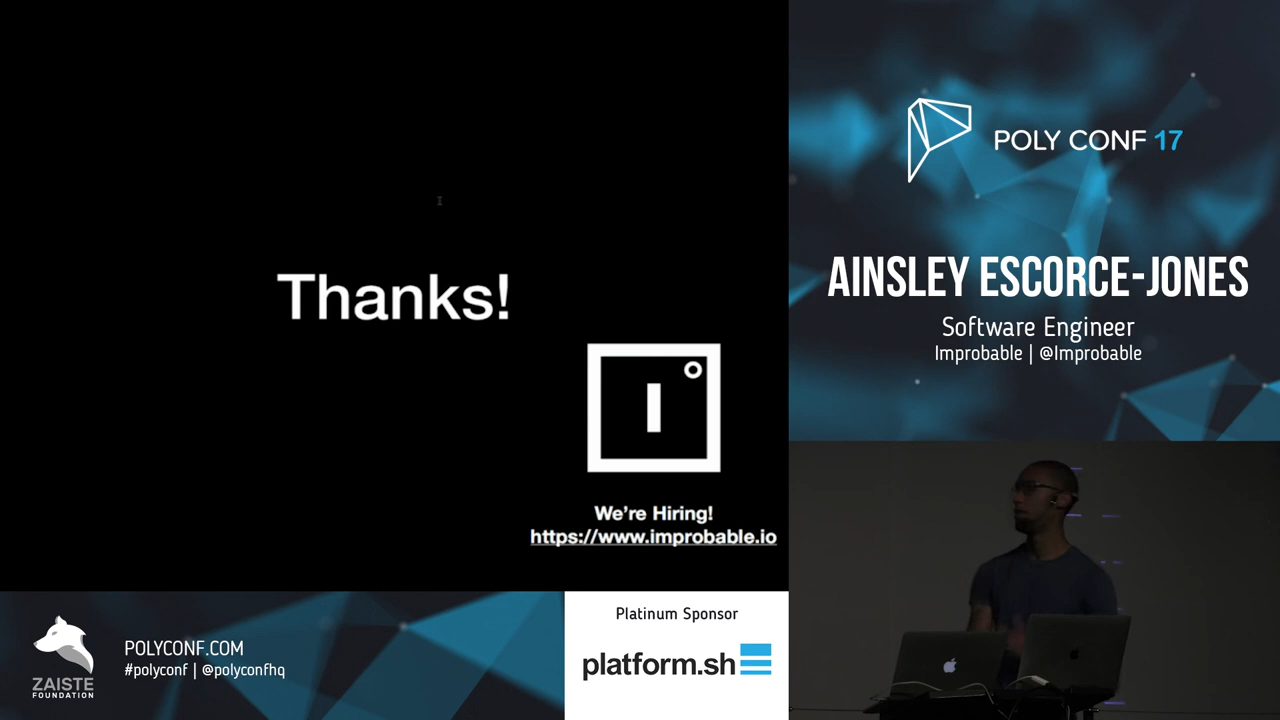 Thanks!
We're Hiring!
https://www.improbable.io
POLY CONF 17
AINSLEY ESCORCE-JONES
Software Engineer
Improbable | @Improbable
ZAISTE
FOUNDATION
POLYCONF.COM
#polyconf | @polyconfhq
Platinum Sponsor
platform.sh